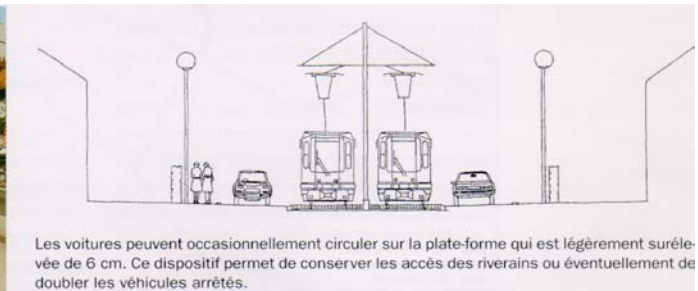 Les voitures peuvent occasionnellement circuler sur la plate-forme qui est légèrement suréle-
vée de 6 cm. Ce dispositif permet de conserver les accès des riverains ou éventuellement de
doubler les véhicules arrêtés.